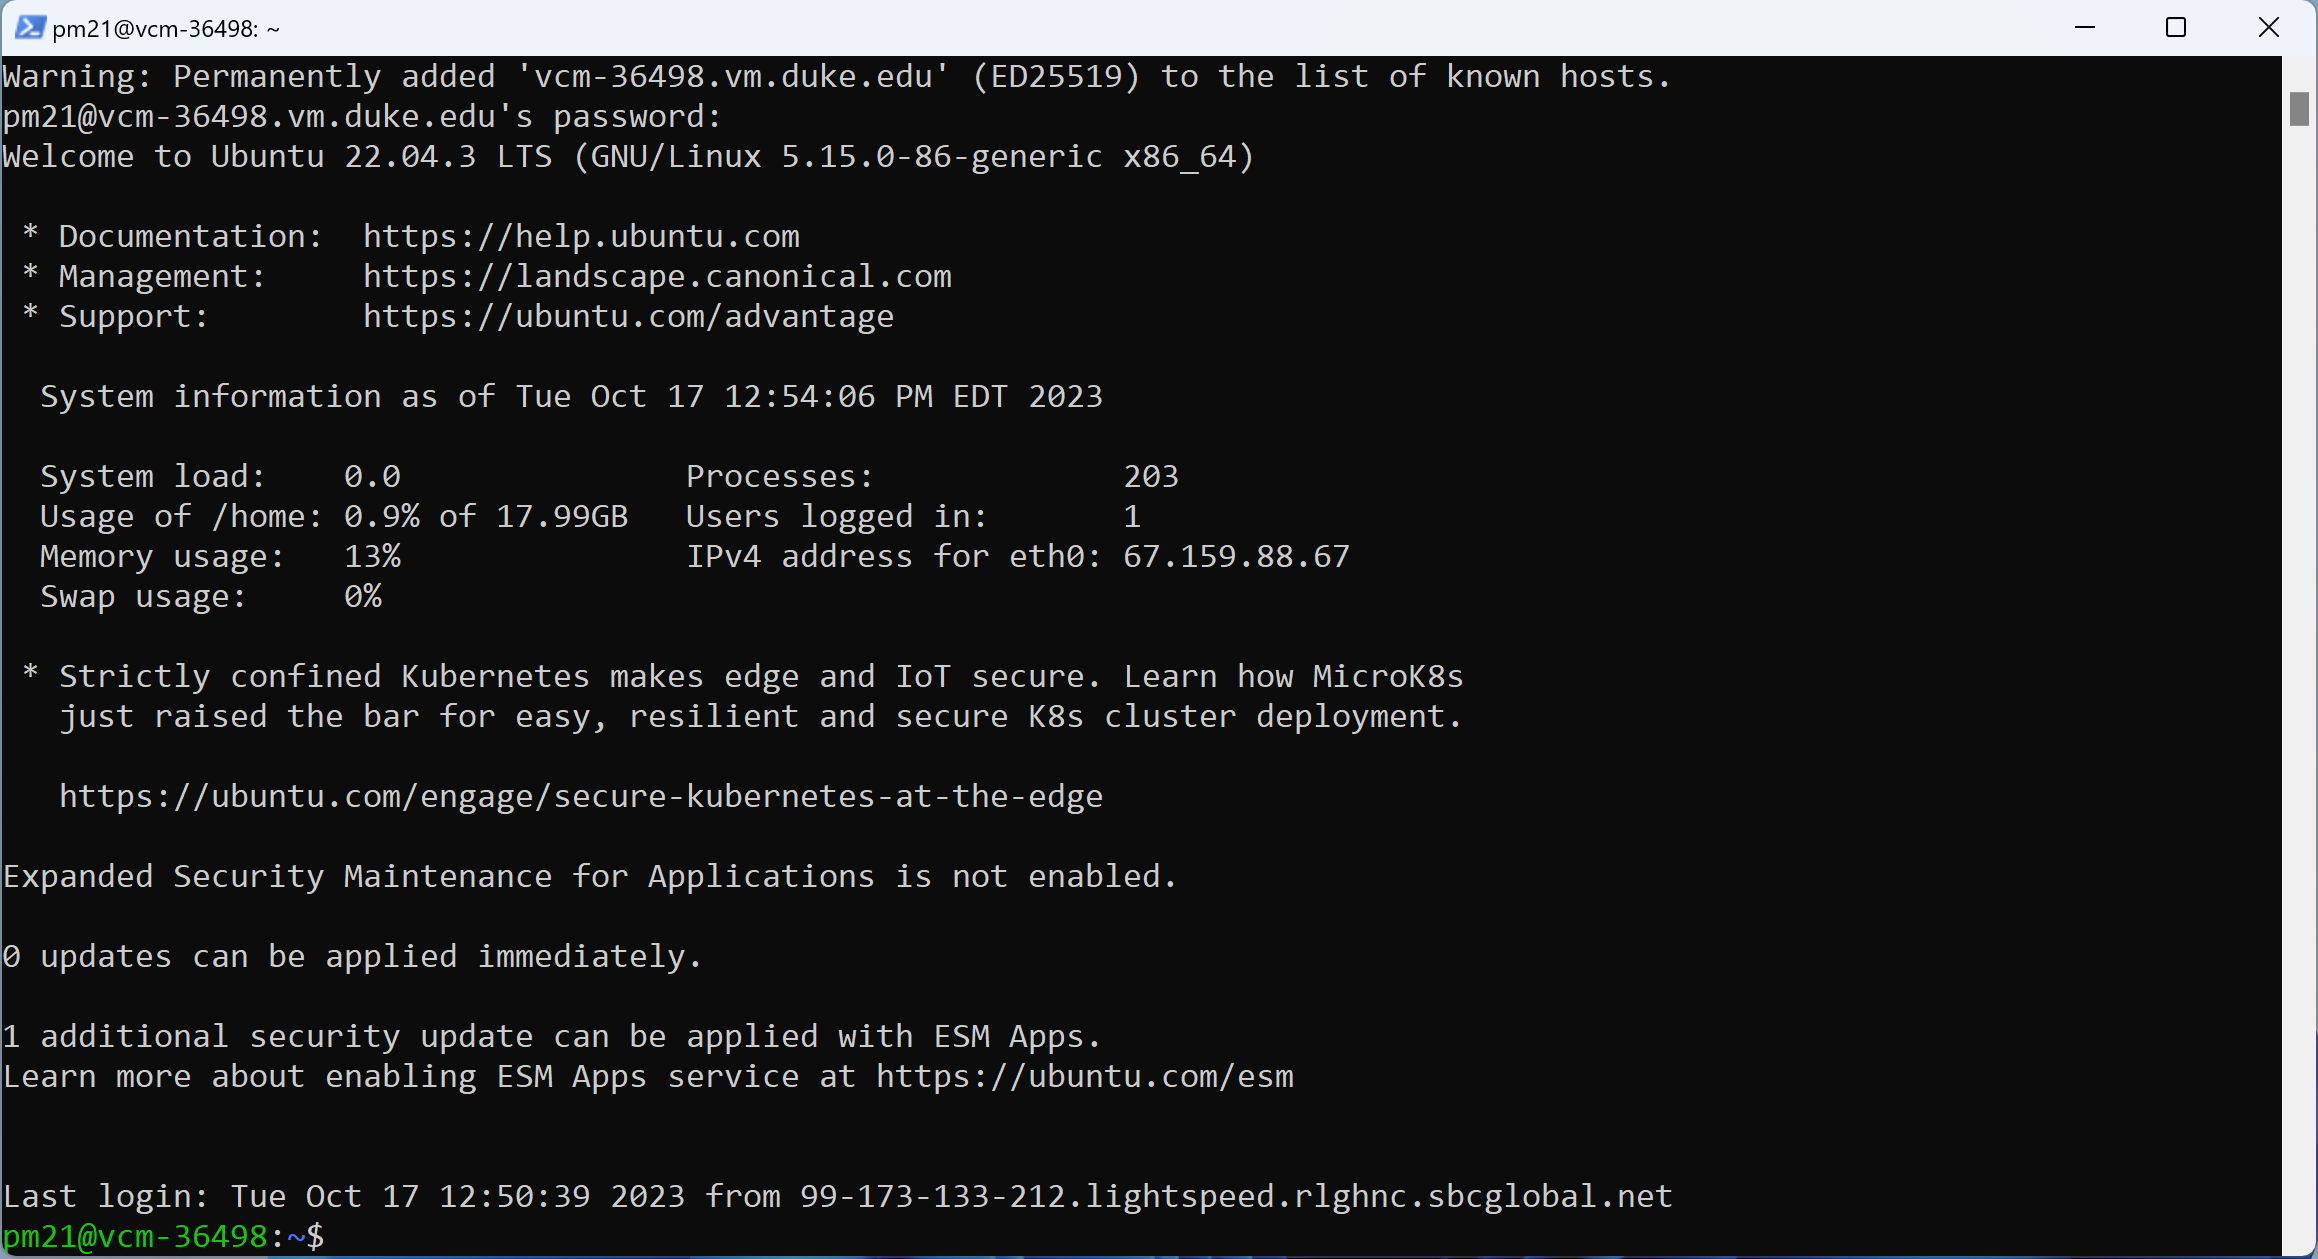 pm21@vcm-36498: ~
Warning: Permanently added 'vcm-36498.vm.duke.edu' (ED25519) to the list of known hosts.
pm21@vcm-36498.vm.duke.edu's password:
Welcome to Ubuntu 22.04.3 LTS (GNU/Linux 5.15.0-86-generic x86_64)
* Documentation:  https://help.ubuntu.com
* Management:     https://landscape.canonical.com
* Support:        https://ubuntu.com/advantage
System information as of Tue Oct 17 12:54:06 PM EDT 2023
System load:    0.0               Processes:             203
Usage of /home: 0.9% of 17.99GB   Users logged in:       1
Memory usage:   13%               IPv4 address for eth0: 67.159.88.67
Swap usage:     0%
* Strictly confined Kubernetes makes edge and IoT secure. Learn how MicroK8s
just raised the bar for easy, resilient and secure K8s cluster deployment.
https://ubuntu.com/engage/secure-kubernetes-at-the-edge
Expanded Security Maintenance for Applications is not enabled.
0 updates can be applied immediately.
1 additional security update can be applied with ESM Apps.
Learn more about enabling ESM Apps service at https://ubuntu.com/esm
Last login: Tue Oct 17 12:50:39 2023 from 99-173-133-212.lightspeed.rlghnc.sbcglobal.net
pm21@vcm-36498:~$